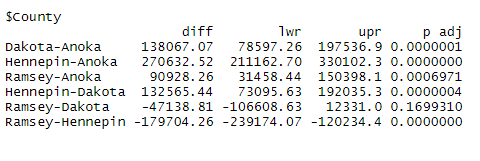 $County
diff lwr upr p adj
Dakota-Anoka 138067.07 78597.26 197536.9 0.0000001
Hennepin-Anoka 270632.52 211162.70 330102.3 0.0000000
Ramsey-Anoka 90928.26 31458.44 150398.1 0.0006971
Hennepin-Dakota 132565.44 73095.63 192035.3 0.0000004
Ramsey-Dakota -47138.81 -106608.63 12331.0 0.1699310
Ramsey-Hennepin -179704.26 -239174.07 -120234.4 0.0000000